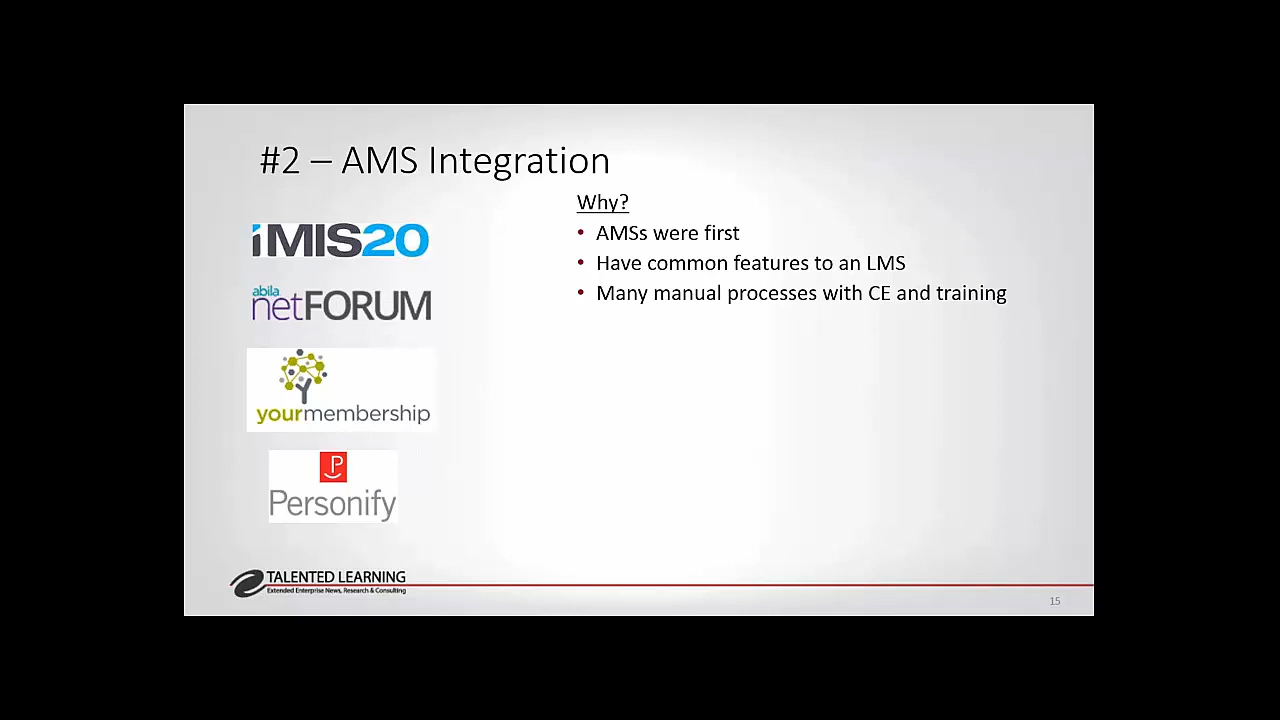 #2 – AMS Integration
Why?
• AMSs were first
• Have common features to an LMS
• Many manual processes with CE and training
iMIS20
abila
netFORUM
yourmembership
Personify
TALENTED LEARNING
Extended Enterprise News, Research & Consulting
15